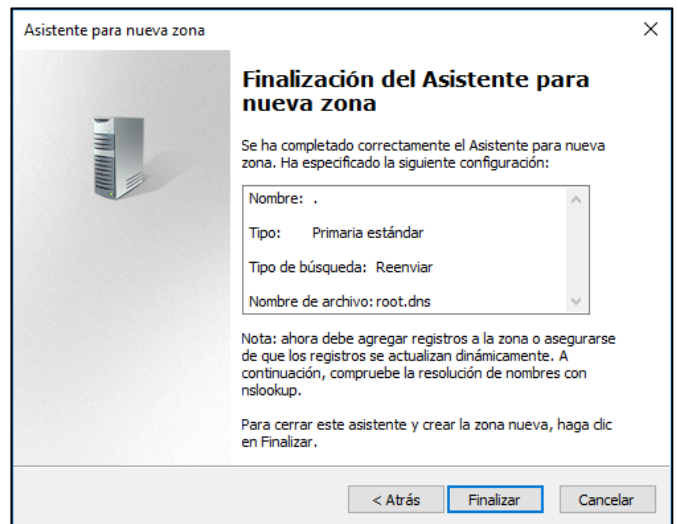 Asistente para nueva zona
Finalización del Asistente para
nueva zona
Se ha completado correctamente el Asistente para nueva
zona. Ha especificado la siguiente configuración:
Nombre: .
Tipo: Primaria estándar
Tipo de búsqueda: Reenviar
Nombre de archivo: root.dns
Nota: ahora debe agregar registros a la zona o asegurarse
de que los registros se actualizan dinámicamente. A
continuación, compruebe la resolución de nombres con
nslookup.
Para cerrar este asistente y crear la zona nueva, haga clic
en Finalizar.
< Atrás Finalizar Cancelar